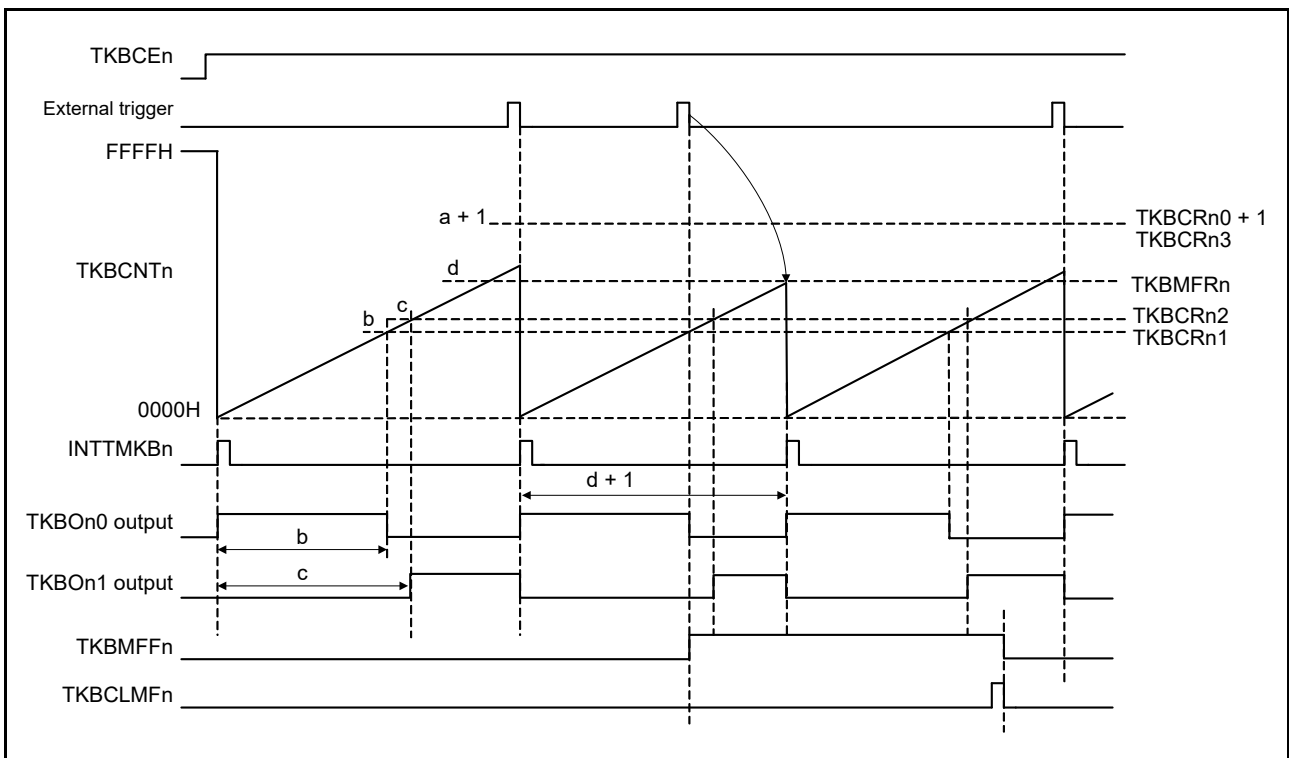 TKBCEn
External trigger
FFFFH
a + 1
TKBCRn0 + 1
TKBCRn3
TKBCNTn
d
TKBMFRn
c
TKBCRn2
b
TKBCRn1
0000H
INTTMKBn
d + 1
TKBOn0 output
b
TKBOn1 output
c
TKBMFFn
TKBCLMFn